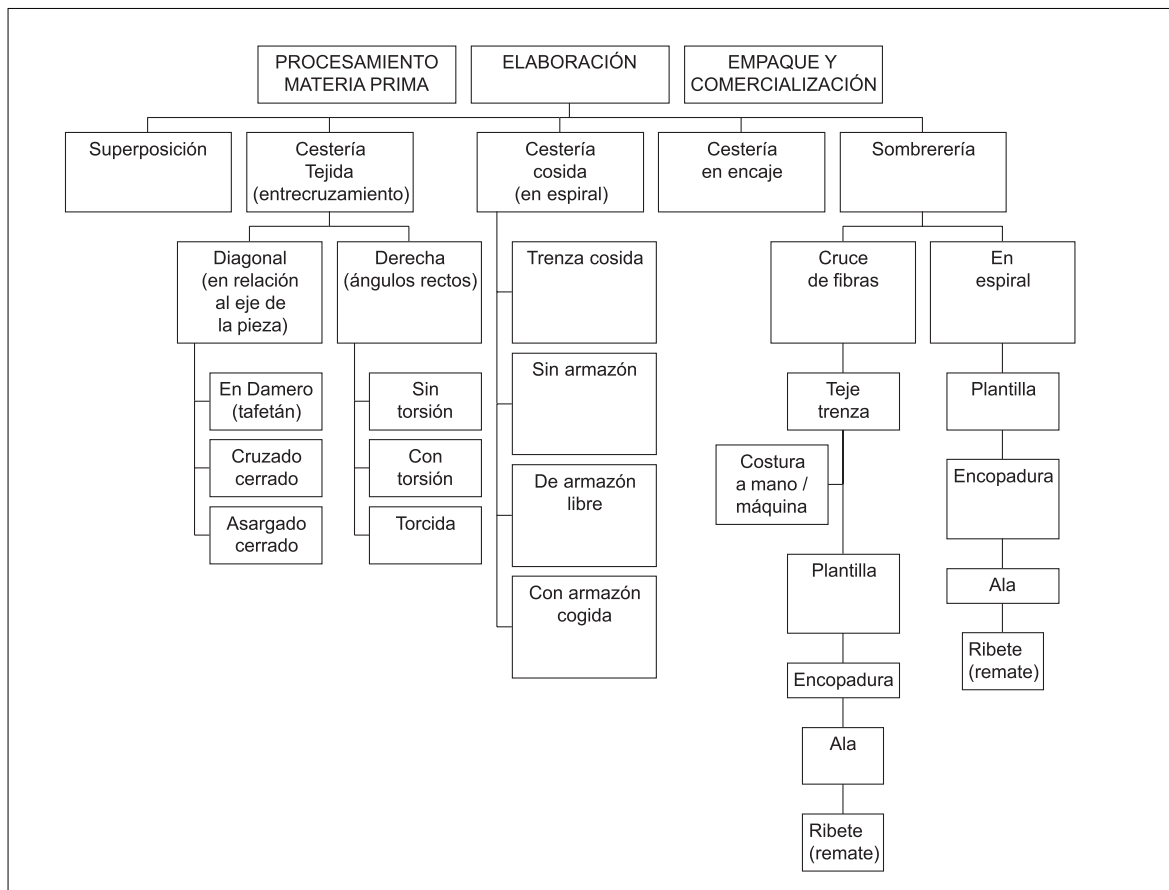 PROCESAMIENTO
MATERIA PRIMA
ELABORACIÓN
EMPAQUE Y
COMERCIALIZACIÓN
Superposición
Cestería
Tejida
(entrecruzamiento)
Cestería
cosida
(en espiral)
Cestería
en encaje
Sombrerería
Diagonal
(en relación
al eje de
la pieza)
Derecha
(ángulos rectos)
En Damero
(tafetán)
Cruzado
cerrado
Asargado
cerrado
Sin
torsión
Con
torsión
Torcida
Trenza cosida
Sin armazón
De armazón
libre
Con armazón
cogida
Cruce
de fibras
Teje
trenza
Costura
a mano /
máquina
Plantilla
Encopadura
Ala
Ribete
(remate)
En
espiral
Plantilla
Encopadura
Ala
Ribete
(remate)